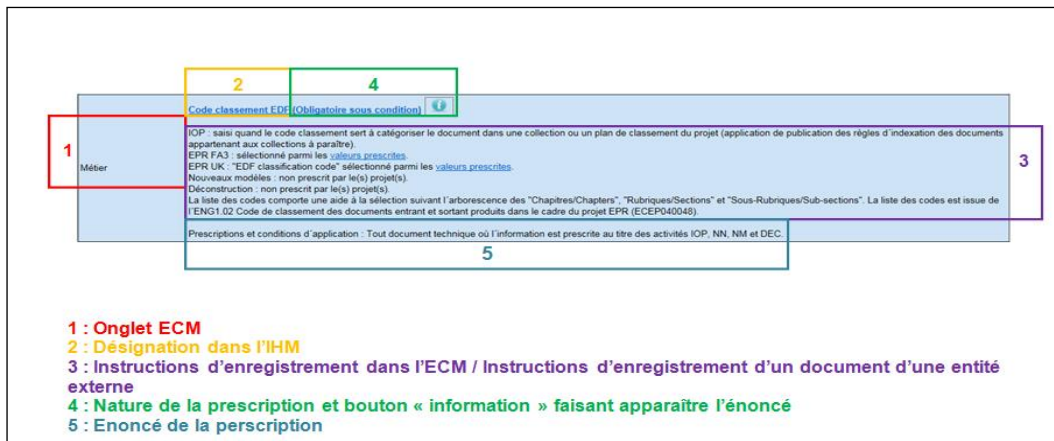 2
4
Code classement EDF (Obligatoire sous condition)
1
Métier
IOP : saisi quand le code classement sert à catégoriser le document dans une collection ou un plan de classement du projet (application de publication des règles d´indexation des documents
appartenant aux collections à paraître).
EPR FA3 : sélectionné parmi les valeurs prescrites.
EPR UK : "EDF classification code" sélectionné parmi les valeurs prescrites.
Nouveaux modèles : non prescrit par le(s) projet(s).
Déconstruction : non prescrit par le(s) projet(s).
La liste des codes comporte une aide à la sélection suivant l´arborescence des "Chapitres/Chapters", "Rubriques/Sections" et "Sous-Rubriques/Sub-sections". La liste des codes est issue de
l´ENG1.02 Code de classement des documents entrant et sortant produits dans le cadre du projet EPR (ECEP040048).
3
Prescriptions et conditions d´application : Tout document technique où l´information est prescrite au titre des activités IOP, NN, NM et DEC.
5
1 : Onglet ECM
2 : Désignation dans l'IHM
3 : Instructions d'enregistrement dans l'ECM / Instructions d'enregistrement d'un document d'une entité
externe
4 : Nature de la prescription et bouton « information » faisant apparaître l'énoncé
5 : Enoncé de la perscription